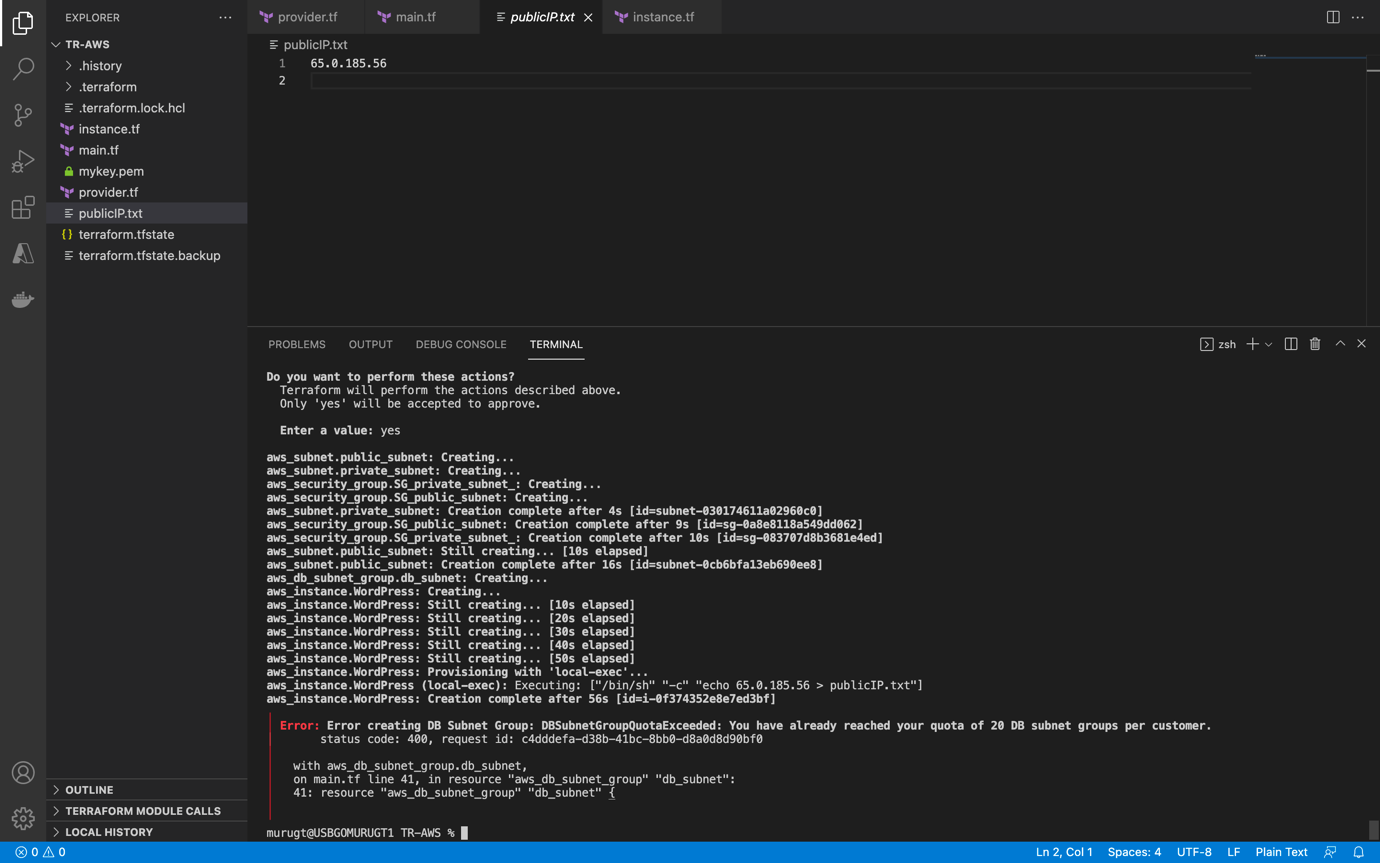 EXPLORER
TR-AWS
.history
.terraform
.terraform.lock.hcl
instance.tf
main.tf
mykey.pem
provider.tf
publicIP.txt
{} terraform.tfstate
terraform.tfstate.backup
OUTLINE
TERRAFORM MODULE CALLS
LOCAL HISTORY
provider.tf main.tf publicIP.txt instance.tf
publicIP.txt
1 65.0.185.56
2
PROBLEMS OUTPUT DEBUG CONSOLE TERMINAL zsh
Do you want to perform these actions?
Terraform will perform the actions described above.
Only 'yes' will be accepted to approve.
Enter a value: yes
aws_subnet.public_subnet: Creating...
aws_subnet.private_subnet: Creating...
aws_security_group.SG_private_subnet_: Creating...
aws_security_group.SG_public_subnet: Creating...
aws_subnet.private_subnet: Creation complete after 4s [id=subnet-030174611a02960c0]
aws_security_group.SG_public_subnet: Creation complete after 9s [id=sg-0a8e8118a549dd062]
aws_security_group.SG_private_subnet_: Creation complete after 10s [id=sg-083707d8b3681e4ed]
aws_subnet.public_subnet: Still creating... [10s elapsed]
aws_subnet.public_subnet: Creation complete after 16s [id=subnet-0cb6bfa13eb690ee8]
aws_db_subnet_group.db_subnet: Creating...
aws_instance.WordPress: Creating...
aws_instance.WordPress: Still creating... [10s elapsed]
aws_instance.WordPress: Still creating... [20s elapsed]
aws_instance.WordPress: Still creating... [30s elapsed]
aws_instance.WordPress: Still creating... [40s elapsed]
aws_instance.WordPress: Still creating... [50s elapsed]
aws_instance.WordPress: Provisioning with 'local-exec'...
aws_instance.WordPress (local-exec): Executing: ["/bin/sh" "-c" "echo 65.0.185.56 > publicIP.txt"]
aws_instance.WordPress: Creation complete after 56s [id=i-0f374352e8e7ed3bf]
Error: Error creating DB Subnet Group: DBSubnetGroupQuotaExceeded: You have already reached your quota of 20 DB subnet groups per customer.
status code: 400, request id: c4dddefa-d38b-41bc-8bb0-d8a0d8d90bf0
with aws_db_subnet_group.db_subnet,
on main.tf line 41, in resource "aws_db_subnet_group" "db_subnet":
41: resource "aws_db_subnet_group" "db_subnet" {
murugt@USBGOMURUGT1 TR-AWS %
0 0 Ln 2, Col 1 Spaces: 4 UTF-8 LF Plain Text